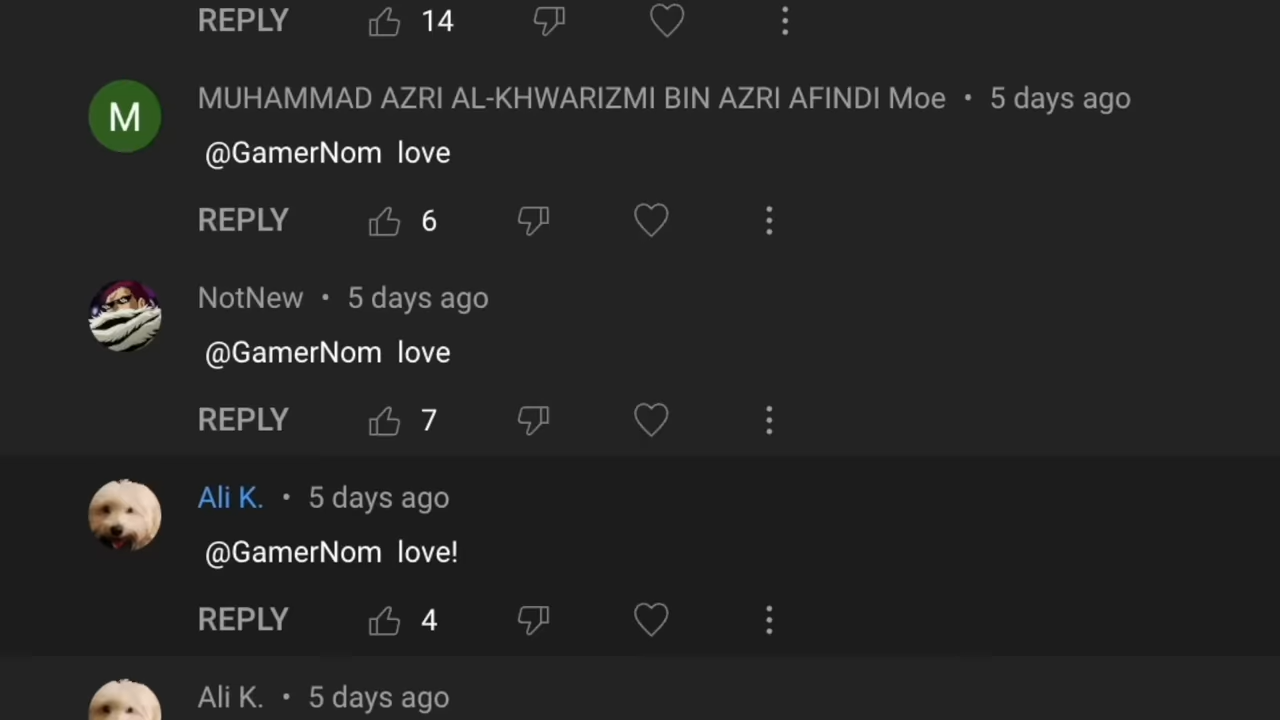 REPLY 14
M
MUHAMMAD AZRI AL-KHWARIZMI BIN AZRI AFINDI Moe • 5 days ago
@GamerNom love
REPLY 6
NotNew • 5 days ago
@GamerNom love
REPLY 7
Ali K. • 5 days ago
@GamerNom love!
REPLY 4
Ali K. • 5 days ago